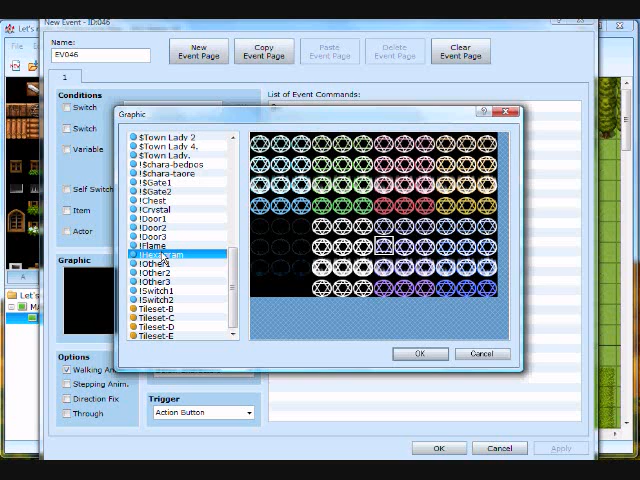 New Event - ID:046
Let's
Name:
EV046
New
Event Page
Copy
Event Page
Paste
Event Page
Delete
Event Page
Clear
Event Page
1
Conditions
Switch
Switch
Variable
Self Switch
Item
Actor
List of Event Commands:
Graphic
$Town Lady 2
$Town Lady 4.
$Town Lady.
!$chara-bedpos
!$chara-taore
!$Gate1
!$Gate2
!Chest
!Crystal
!Door1
!Door2
!Door3
!Flame
!Hexagram
!Other1
!Other2
!Other3
!Switch1
!Switch2
Tileset-B
Tileset-C
Tileset-D
Tileset-E
OK
Cancel
Graphic
A
Let's
Options
Walking An
Stepping Anim.
Direction Fix
Through
Trigger
Action Button
OK
Cancel
Apply